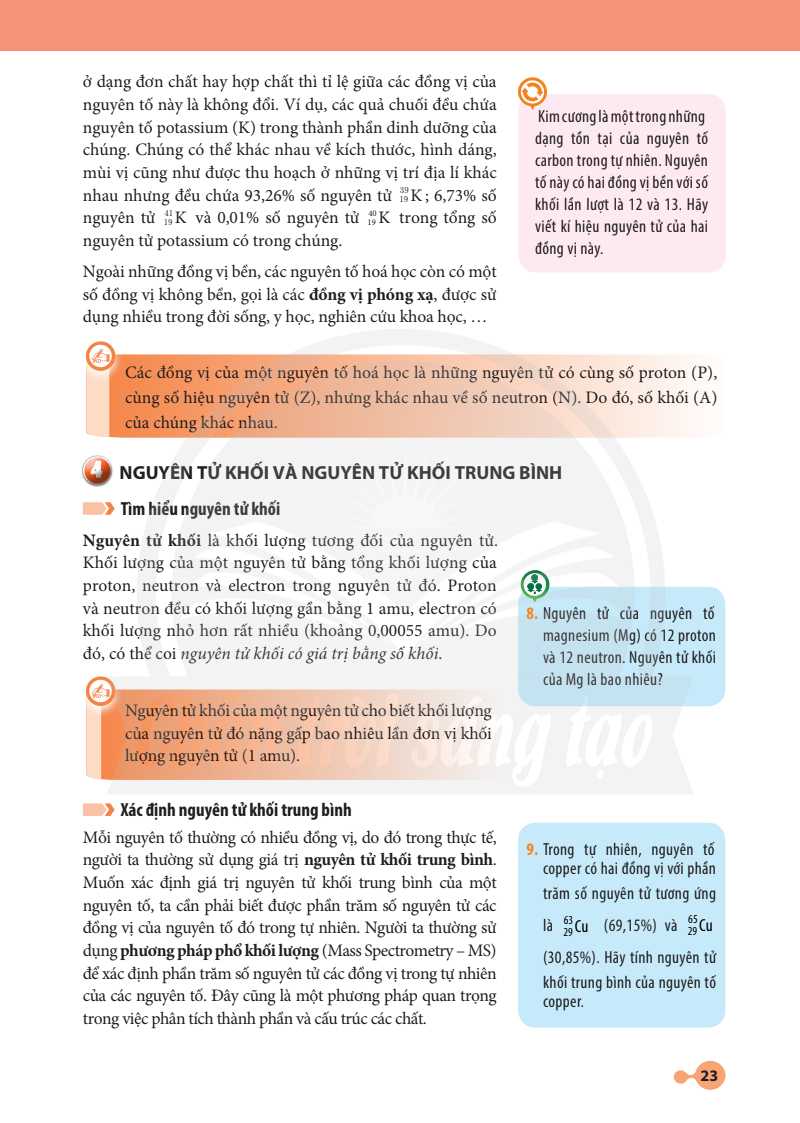 ở dạng đơn chất hay hợp chất thì tỉ lệ giữa các đồng vị của
nguyên tố này là không đổi. Ví dụ, các quả chuối đều chứa
nguyên tố potassium (K) trong thành phần dinh dưỡng của
chúng. Chúng có thể khác nhau về kích thước, hình dáng,
mùi vị cũng như được thu hoạch ở những vị trí địa lí khác
nhau nhưng đều chứa 93,26% số nguyên tử ³⁹₁₉K; 6,73% số
nguyên tử ⁴¹₁₉K và 0,01% số nguyên tử ⁴⁰₁₉K trong tổng số
nguyên tử potassium có trong chúng.
Ngoài những đồng vị bền, các nguyên tố hoá học còn có một
số đồng vị không bền, gọi là các đồng vị phóng xạ, được sử
dụng nhiều trong đời sống, y học, nghiên cứu khoa học, …
Kim cương là một trong những
dạng tồn tại của nguyên tố
carbon trong tự nhiên. Nguyên
tố này có hai đồng vị bền với số
khối lần lượt là 12 và 13. Hãy
viết kí hiệu nguyên tử của hai
đồng vị này.
Các đồng vị của một nguyên tố hoá học là những nguyên tử có cùng số proton (P),
cùng số hiệu nguyên tử (Z), nhưng khác nhau về số neutron (N). Do đó, số khối (A)
của chúng khác nhau.
4 NGUYÊN TỬ KHỐI VÀ NGUYÊN TỬ KHỐI TRUNG BÌNH
Tìm hiểu nguyên tử khối
Nguyên tử khối là khối lượng tương đối của nguyên tử.
Khối lượng của một nguyên tử bằng tổng khối lượng của
proton, neutron và electron trong nguyên tử đó. Proton
và neutron đều có khối lượng gần bằng 1 amu, electron có
khối lượng nhỏ hơn rất nhiều (khoảng 0,00055 amu). Do
đó, có thể coi nguyên tử khối có giá trị bằng số khối.
8. Nguyên tử của nguyên tố
magnesium (Mg) có 12 proton
và 12 neutron. Nguyên tử khối
của Mg là bao nhiêu?
Nguyên tử khối của một nguyên tử cho biết khối lượng
của nguyên tử đó nặng gấp bao nhiêu lần đơn vị khối
lượng nguyên tử (1 amu).
trời sáng tạo
Xác định nguyên tử khối trung bình
Mỗi nguyên tố thường có nhiều đồng vị, do đó trong thực tế,
người ta thường sử dụng giá trị nguyên tử khối trung bình.
Muốn xác định giá trị nguyên tử khối trung bình của một
nguyên tố, ta cần phải biết được phần trăm số nguyên tử các
đồng vị của nguyên tố đó trong tự nhiên. Người ta thường sử
dụng phương pháp phổ khối lượng (Mass Spectrometry – MS)
để xác định phần trăm số nguyên tử các đồng vị trong tự nhiên
của các nguyên tố. Đây cũng là một phương pháp quan trọng
trong việc phân tích thành phần và cấu trúc các chất.
9. Trong tự nhiên, nguyên tố
copper có hai đồng vị với phần
trăm số nguyên tử tương ứng
là ⁶³₂₉Cu (69,15%) và ⁶⁵₂₉Cu
(30,85%). Hãy tính nguyên tử
khối trung bình của nguyên tố
copper.
23